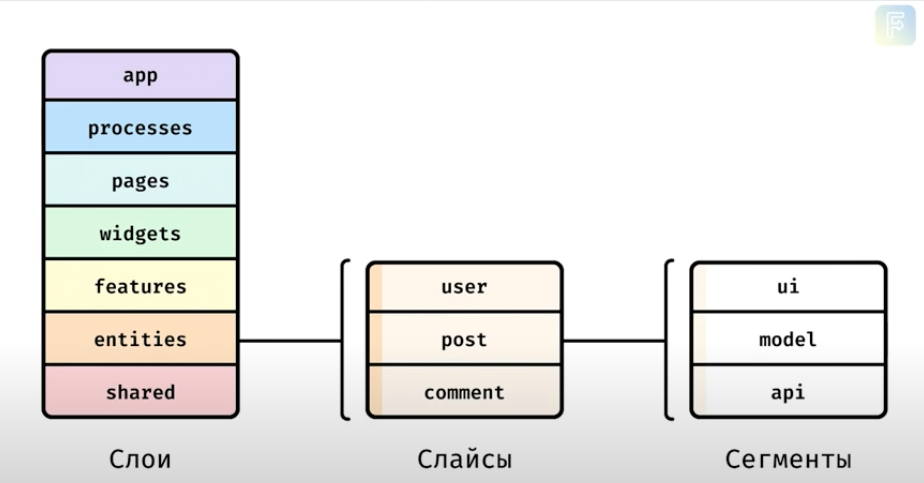 app
processes
pages
widgets
features
entities
shared
Слои
user
post
comment
Слайсы
ui
model
api
Сегменты